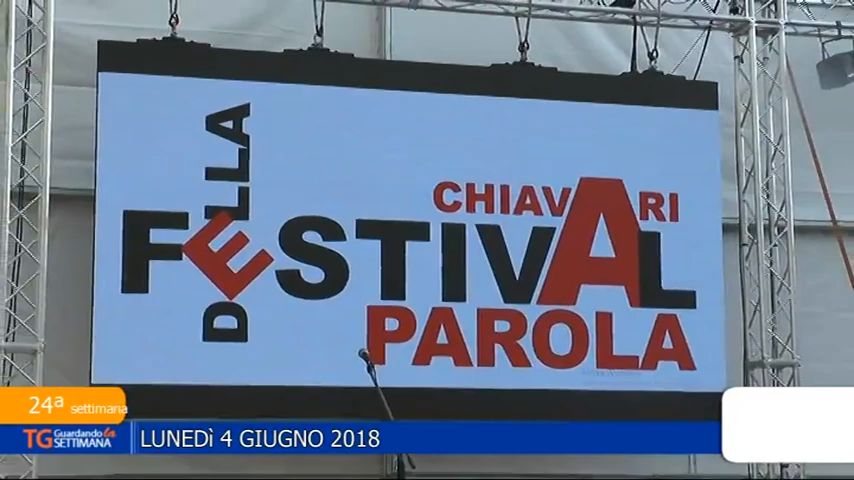 DELLA
CHIAVARI
FESTIVAL
PAROLA
24ª settimana
TG Guardando la SETTIMANA
LUNEDÌ 4 GIUGNO 2018